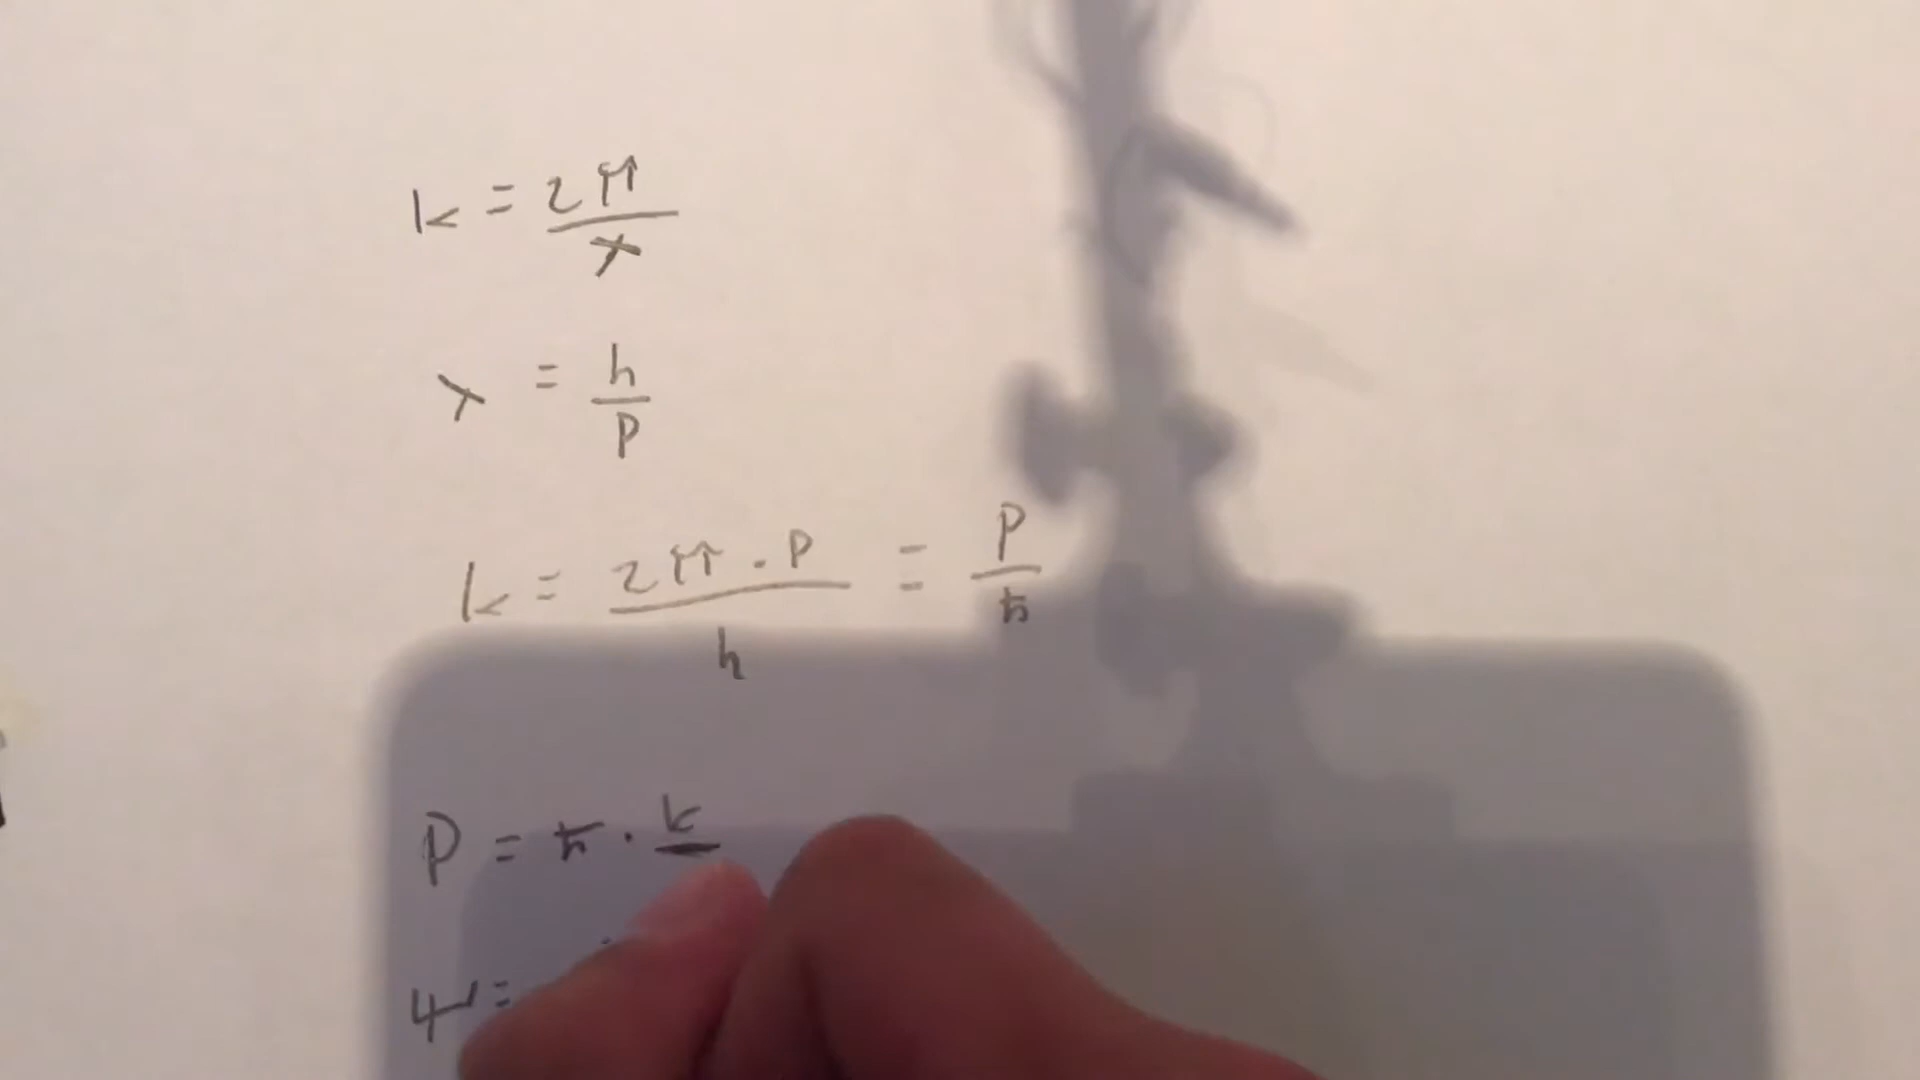 k = 2π/λ
λ = h/p
k = 2π · p/h = p/ħ
P = ħ · k
ψ =